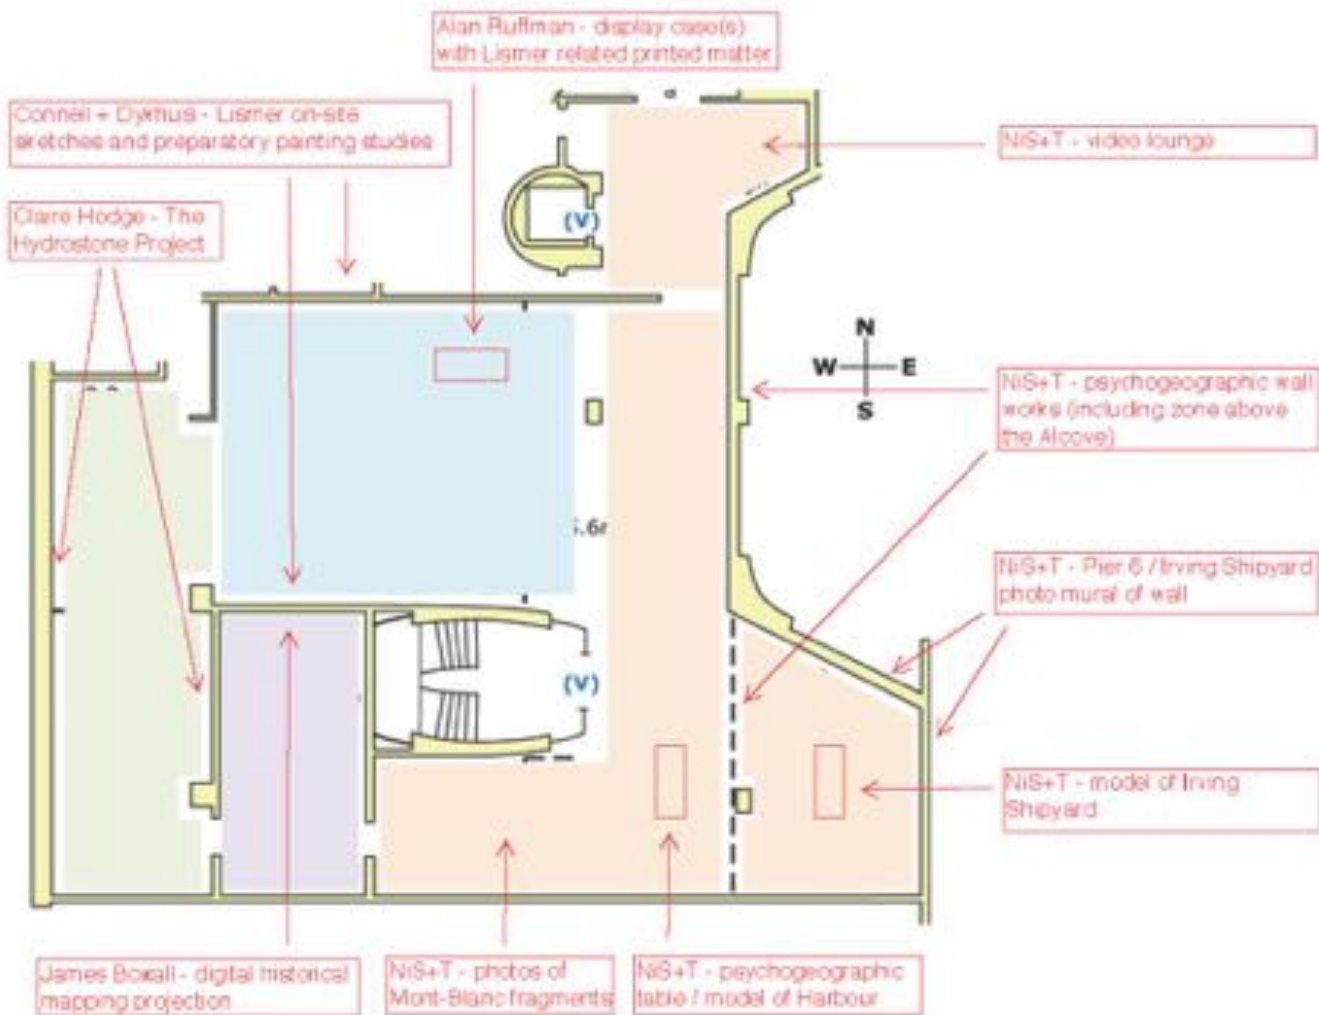 Alan Ruffman - display case(s)
with Lismer related printed matter
Connell + Dykhuis - Lismer on-site
sketches and preparatory painting studies
NiS+T - video lounge
Claire Hodge - The
Hydrostone Project
(V)
N
W E
S
NiS+T - psychogeographic wall
works (including zone above
the Alcove)
NiS+T - Pier 6 / Irving Shipyard
photo mural of wall
(V)
NiS+T - model of Irving
Shipyard
James Boxall - digital historical
mapping projection
NiS+T - photos of
Mont-Blanc fragments
NiS+T - psychogeographic
table / model of Harbour